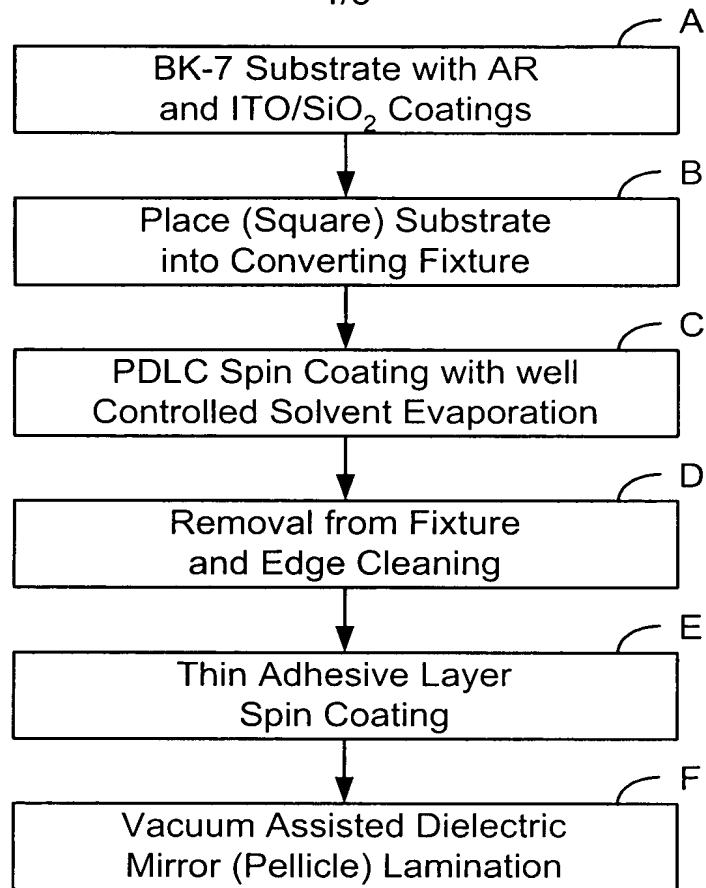 A
BK-7 Substrate with AR
and ITO/SiO₂ Coatings
B
Place (Square) Substrate
into Converting Fixture
C
PDLC Spin Coating with well
Controlled Solvent Evaporation
D
Removal from Fixture
and Edge Cleaning
E
Thin Adhesive Layer
Spin Coating
F
Vacuum Assisted Dielectric
Mirror (Pellicle) Lamination